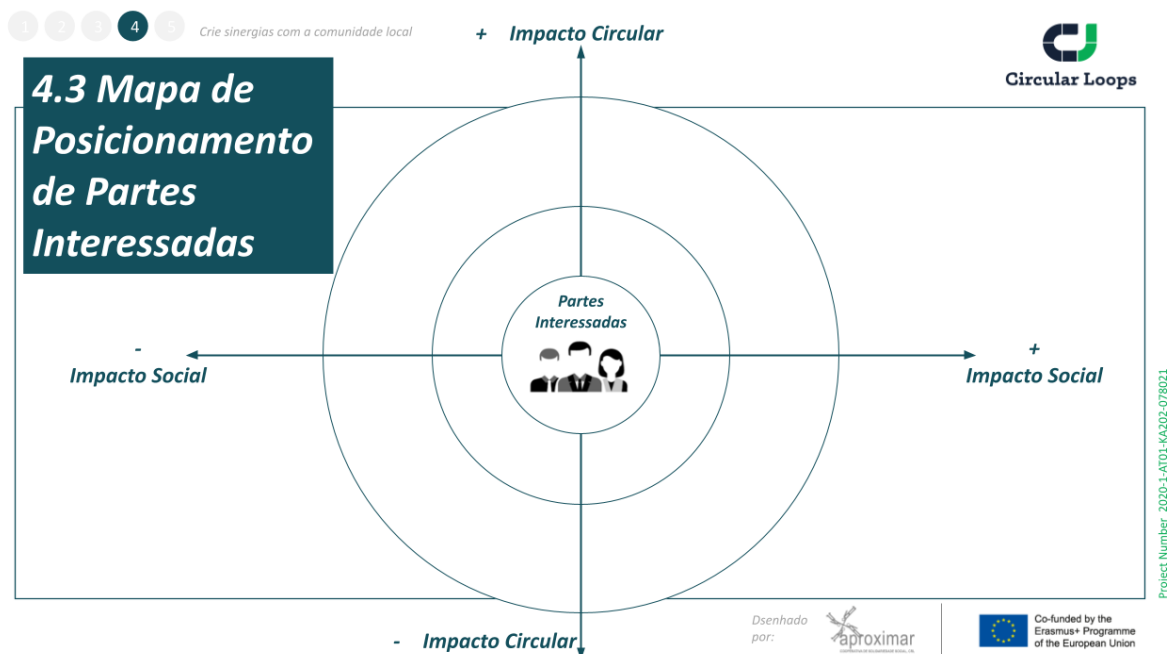 1 2 3 4 5
Crie sinergias com a comunidade local
+ Impacto Circular
Circular Loops
4.3 Mapa de
Posicionamento
de Partes
Interessadas
Partes
Interessadas
-
Impacto Social
+
Impacto Social
Project Number 2020-1-AT01-KA202-078021
- Impacto Circular
Dsenhado
por:
aproximar
Co-funded by the
Erasmus+ Programme
of the European Union